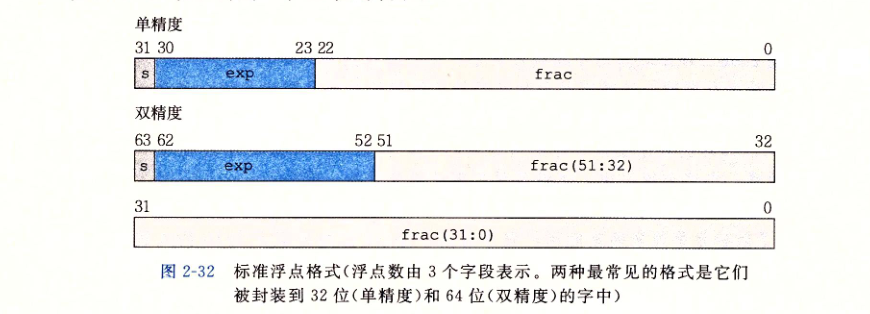 单精度
31 30 23 22 0
s exp frac
双精度
63 62 52 51 32
s exp frac(51:32)
31 0
frac(31:0)
图 2-32 标准浮点格式(浮点数由 3 个字段表示。两种最常见的格式是它们
被封装到 32 位(单精度)和 64 位(双精度)的字中)